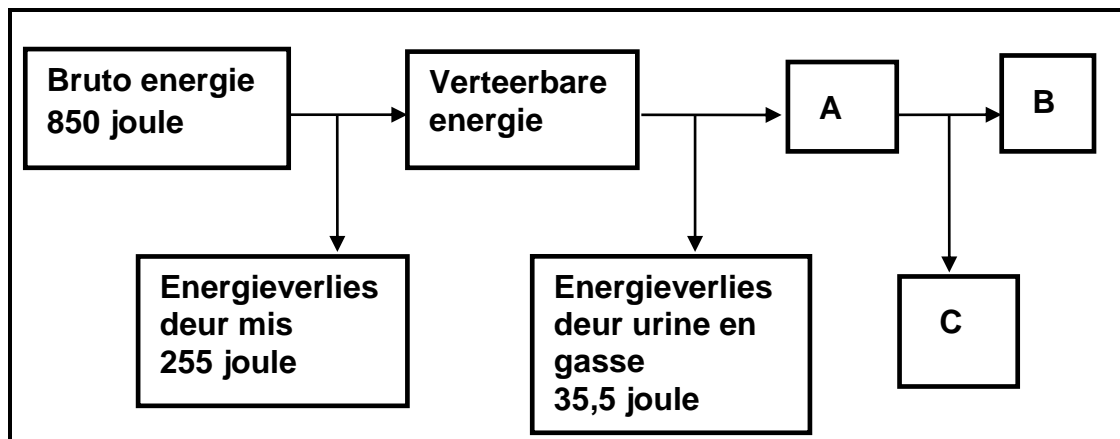 Bruto energie
850 joule
Verteerbare
energie
A
B
Energieverlies
deur mis
255 joule
Energieverlies
deur urine en
gasse
35,5 joule
C